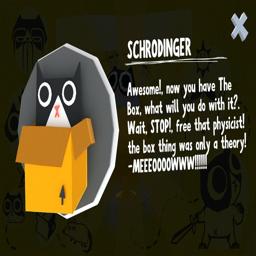 SCHRODINGER
Awesome!, now you have The
Box, what will you do with it?.
Wait, STOP!, free that physicist!
the box thing was only a theory!
-MEEEOOOOWWW!!!!!!